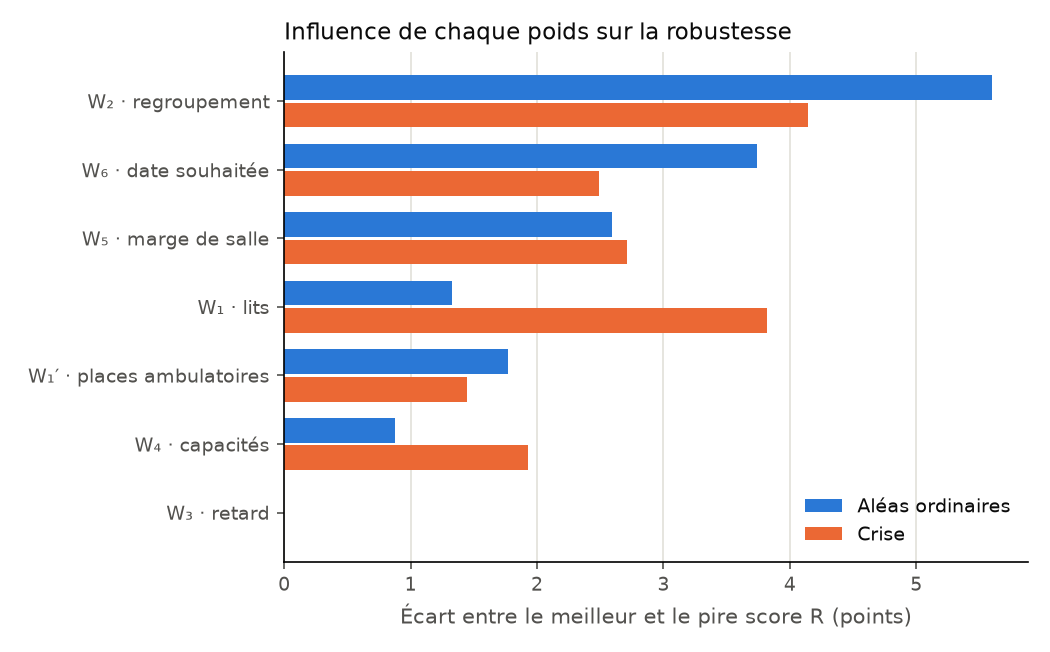 Influence de chaque poids sur la robustesse
W₂ · regroupement
W₆ · date souhaitée
W₅ · marge de salle
W₁ · lits
W₁′ · places ambulatoires
W₄ · capacités
W₃ · retard
Aléas ordinaires
Crise
0 1 2 3 4 5
Écart entre le meilleur et le pire score R (points)